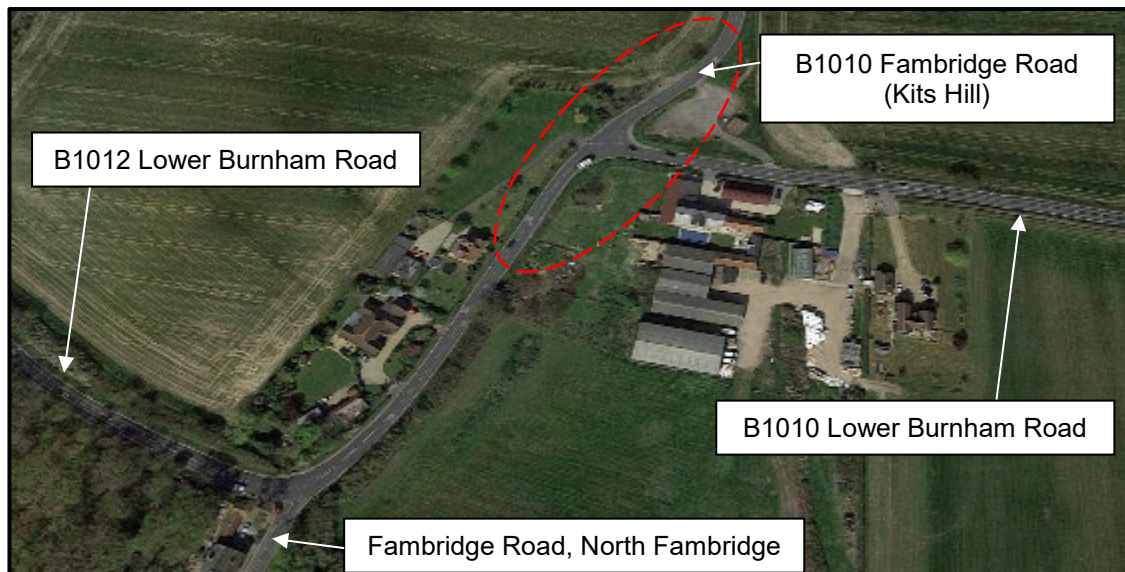 B1010 Fambridge Road
(Kits Hill)
B1012 Lower Burnham Road
B1010 Lower Burnham Road
Fambridge Road, North Fambridge